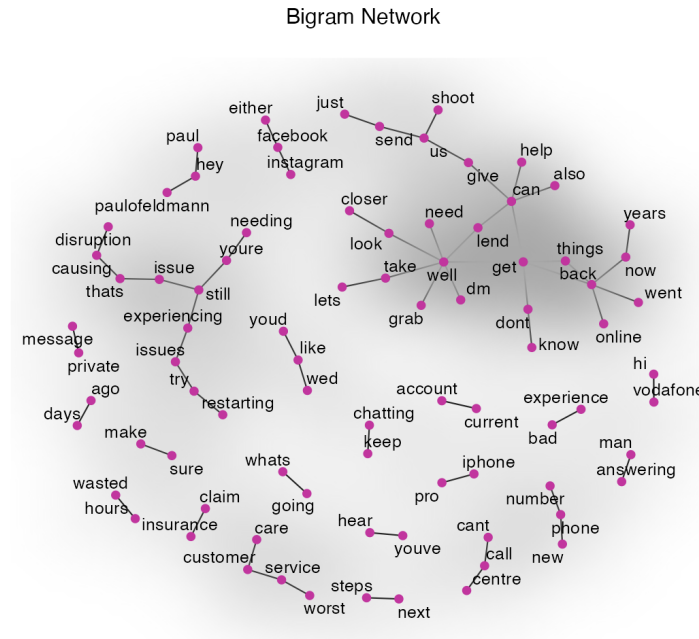 Bigram Network
shoot
just
either
send
us
paul
facebook
hey
instagram
help
give
also
can
closer
paulofeldmann
needing
need
years
disruption
youre
look
lend
things
causing
issue
take
well
get
back
now
thats
still
lets
dm
went
grab
experiencing
youd
dont
online
message
issues
like
know
private
try
wed
hi
ago
account
experience
vodafone
days
restarting
chatting
current
make
keep
bad
man
sure
whats
iphone
answering
wasted
pro
number
hours
claim
going
insurance
care
hear
cant
phone
customer
youve
call
new
service
steps
centre
worst
next